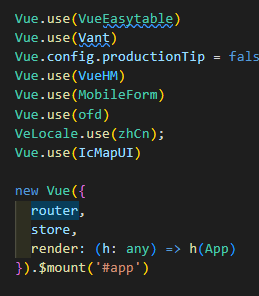 Vue.use(VueEasytable)
Vue.use(Vant)
Vue.config.productionTip = fals
Vue.use(VueHM)
Vue.use(MobileForm)
Vue.use(ofd)
VeLocale.use(zhCn);
Vue.use(IcMapUI)
new Vue({
router,
store,
render: (h: any) => h(App)
}).$mount('#app')